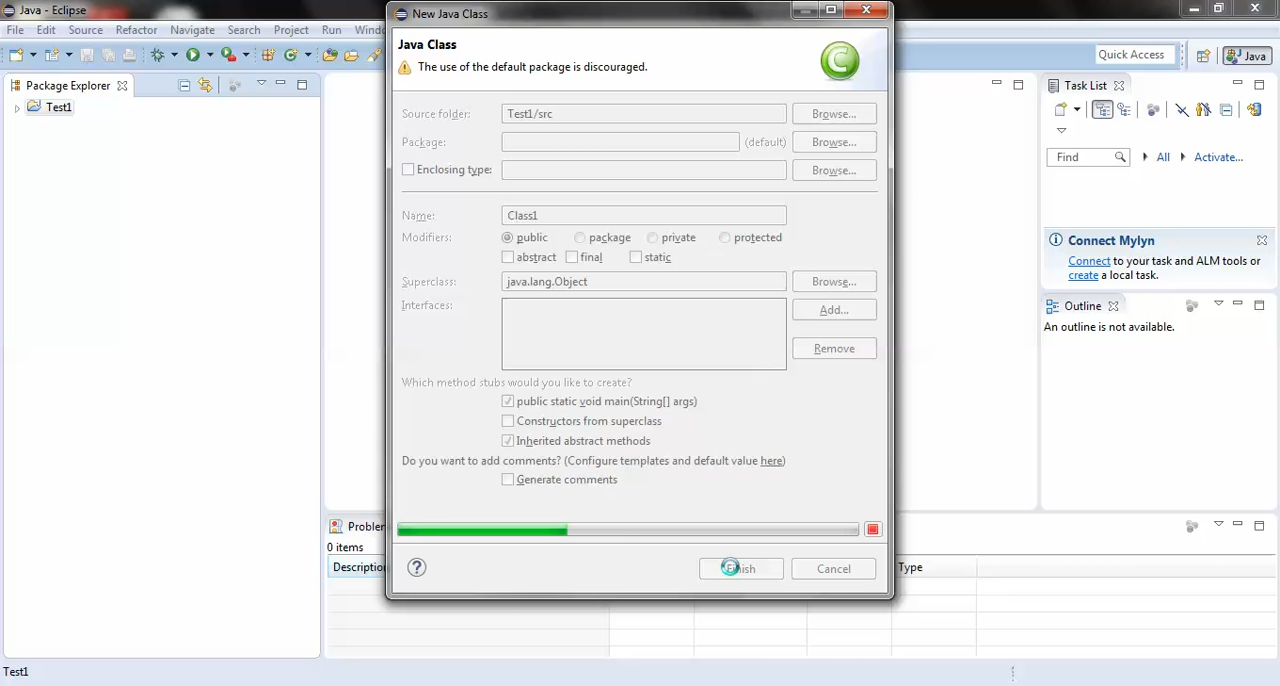 Java - Eclipse
File Edit Source Refactor Navigate Search Project Run
Quick Access
Java
Package Explorer
Test1
New Java Class
Java Class
The use of the default package is discouraged.
Source folder: Test1/src Browse...
Package: (default) Browse...
Enclosing type: Browse...
Name: Class1
Modifiers: public package private protected
abstract final static
Superclass: java.lang.Object Browse...
Interfaces: Add...
Remove
Which method stubs would you like to create?
public static void main(String[] args)
Constructors from superclass
Inherited abstract methods
Do you want to add comments? (Configure templates and default value here)
Generate comments
? Finish Cancel
Task List
Find All Activate...
Connect Mylyn
Connect to your task and ALM tools or
create a local task.
Outline
An outline is not available.
0 items
Type
Test1